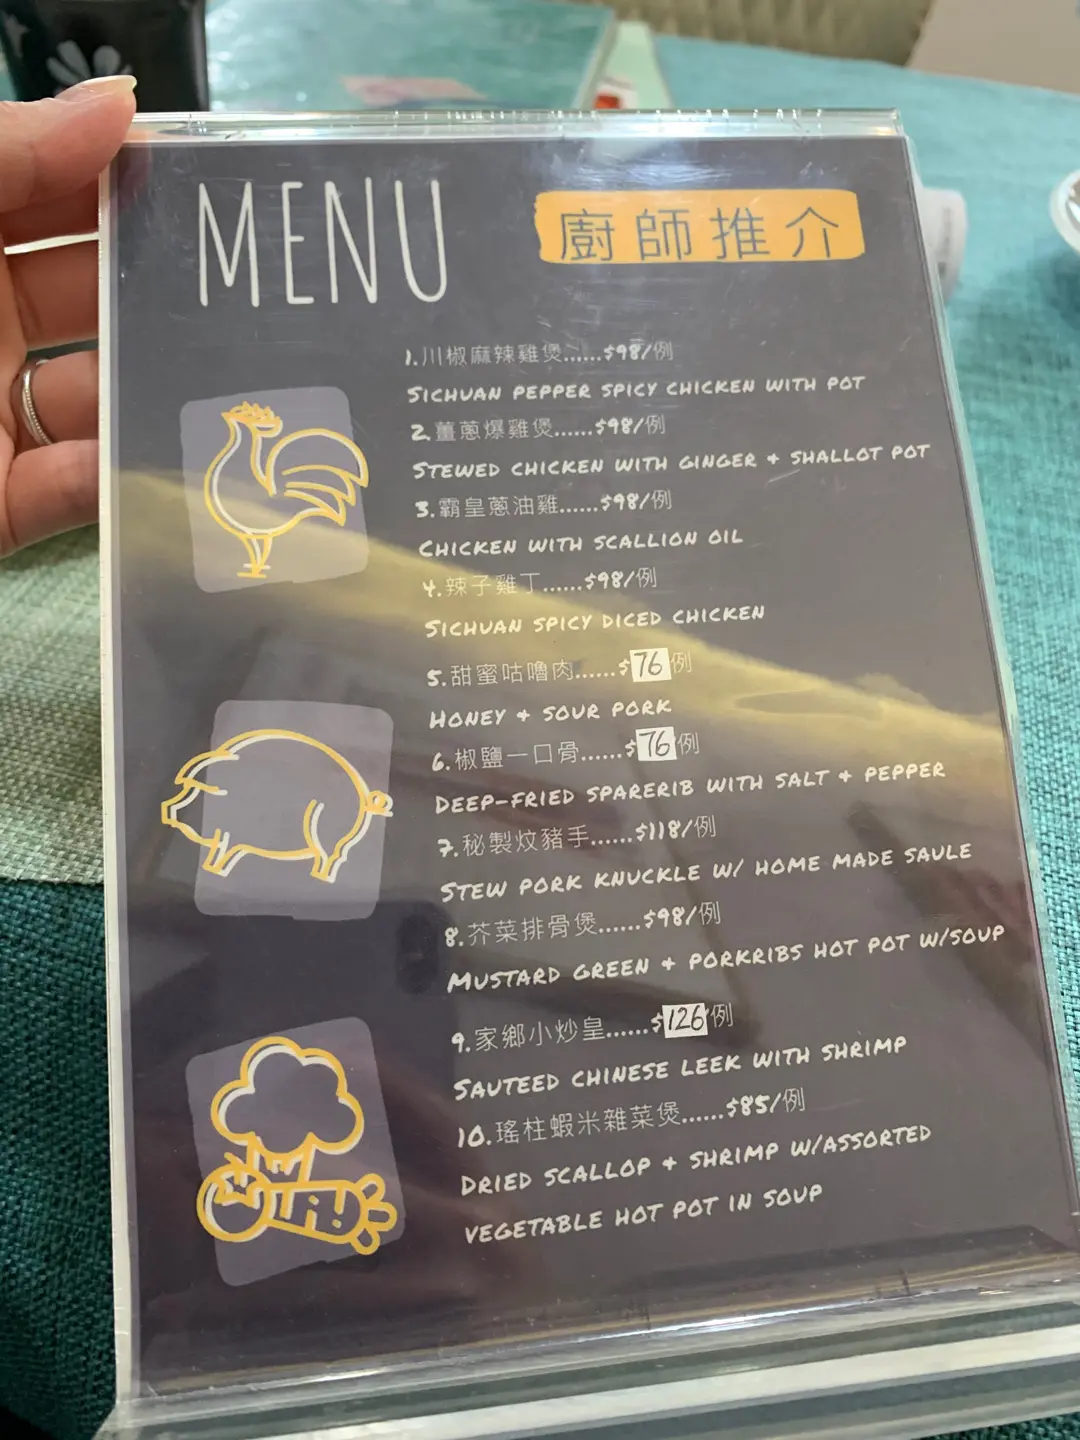 MENU
廚師推介
1.川椒麻辣雞煲......$98/例
SICHUAN PEPPER SPICY CHICKEN WITH POT
2.薑蔥爆雞煲......$98/例
STEWED CHICKEN WITH GINGER + SHALLOT POT
3.霸皇蔥油雞......$98/例
CHICKEN WITH SCALLION OIL
4.辣子雞丁......$98/例
SICHUAN SPICY DICED CHICKEN
5.甜蜜咕嚕肉......$76例
HONEY + SOUR PORK
6.椒鹽一口骨......$76例
DEEP-FRIED SPARERIB WITH SALT + PEPPER
7.秘製炆豬手......$118/例
STEW PORK KNUCKLE W/ HOME MADE SAULE
8.芥菜排骨煲......$98/例
MUSTARD GREEN + PORKRIBS HOT POT W/SOUP
9.家鄉小炒皇......$126例
SAUTEED CHINESE LEEK WITH SHRIMP
10.瑤柱蝦米雜菜煲......$85/例
DRIED SCALLOP + SHRIMP W/ASSORTED
VEGETABLE HOT POT IN SOUP